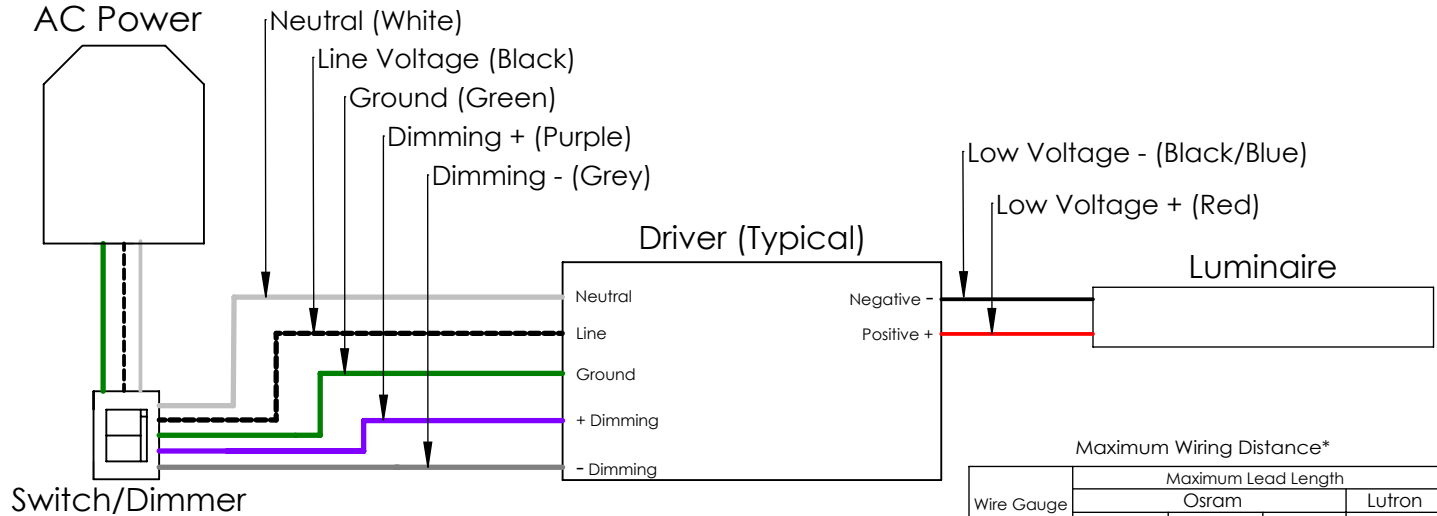 AC Power
Neutral (White)
Line Voltage (Black)
Ground (Green)
Dimming + (Purple)
Dimming - (Grey)
Low Voltage - (Black/Blue)
Low Voltage + (Red)
Driver (Typical)
Luminaire
Neutral
Negative -
Line
Positive +
Ground
+ Dimming
- Dimming
Switch/Dimmer
Maximum Wiring Distance*
Maximum Lead Length
Wire Gauge
Osram
Lutron